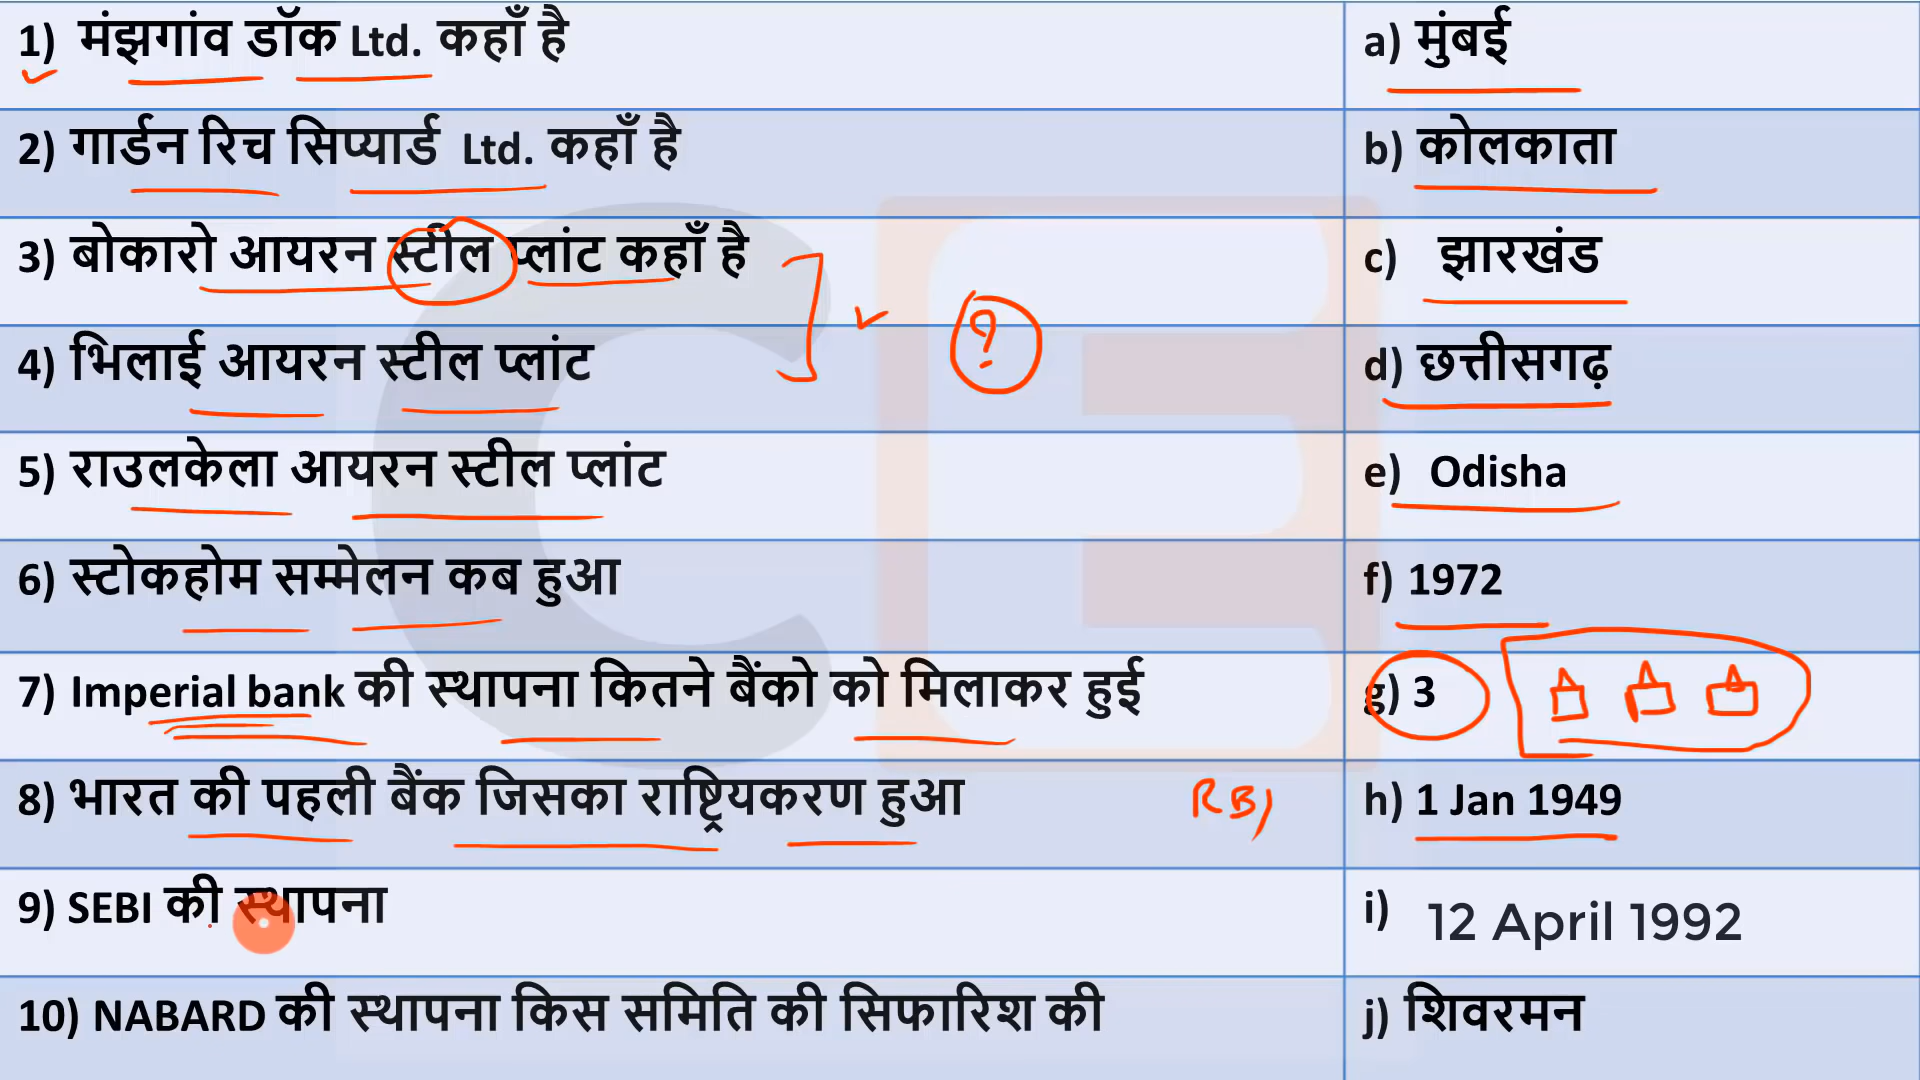 1) मंझगांव डॉक Ltd. कहाँ है
a) मुंबई
2) गार्डन रिच सिप्यार्ड Ltd. कहाँ है
b) कोलकाता
3) बोकारो आयरन स्टील प्लांट कहाँ है
c) झारखंड
4) भिलाई आयरन स्टील प्लांट
?
d) छत्तीसगढ़
5) राउलकेला आयरन स्टील प्लांट
e) Odisha
6) स्टोकहोम सम्मेलन कब हुआ
f) 1972
7) Imperial bank की स्थापना कितने बैंको को मिलाकर हुई
g) 3
8) भारत की पहली बैंक जिसका राष्ट्रियकरण हुआ
RBI
h) 1 Jan 1949
9) SEBI की स्थापना
i) 12 April 1992
10) NABARD की स्थापना किस समिति की सिफारिश की
j) शिवरमन